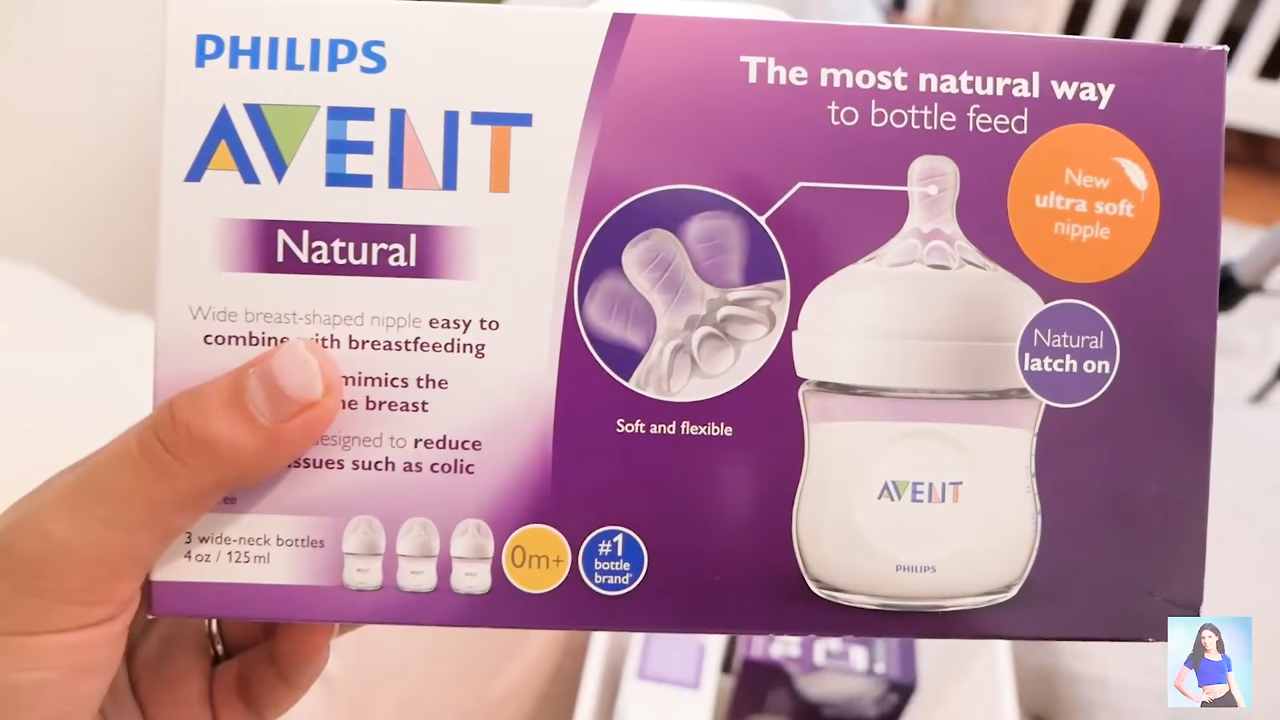 PHILIPS
AVENT
Natural
Wide breast-shaped nipple easy to
combine with breastfeeding
mimics the
breast
designed to reduce
issues such as colic
3 wide-neck bottles
4 oz / 125 ml
0m+
#1
bottle
brand*
The most natural way
to bottle feed
New
ultra soft
nipple
Natural
latch on
Soft and flexible
AVENT
PHILIPS